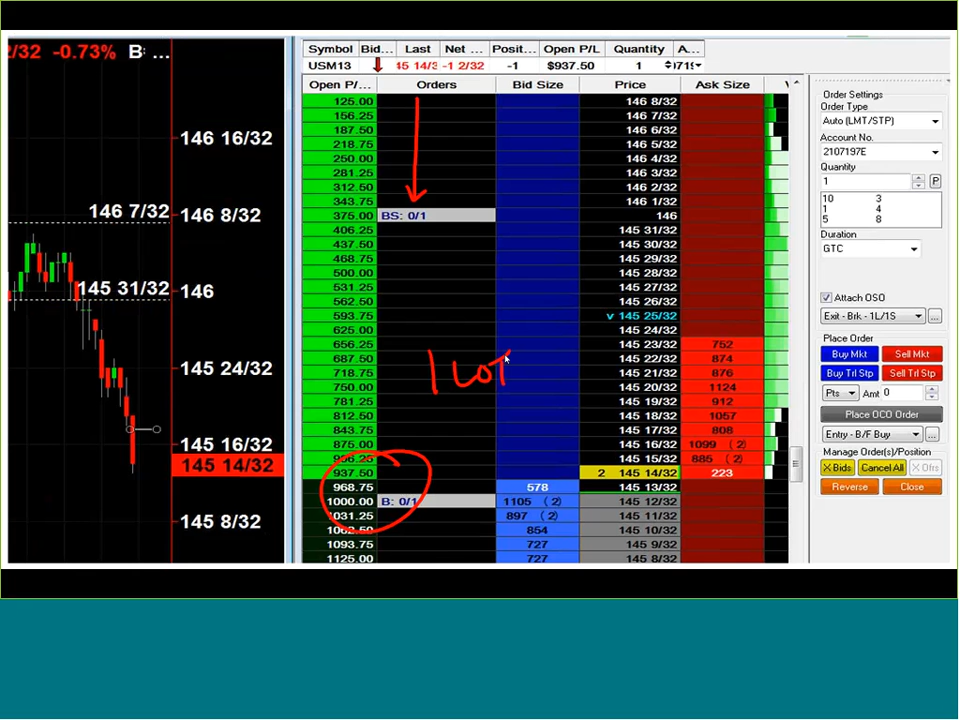 2/32 -0.73% B: ...
146 16/32
146 7/32
146 8/32
145 31/32
146
145 24/32
145 16/32
145 14/32
145 8/32
Symbol Bid... Last Net ... Posit... Open P/L Quantity A...
USM13 -1 2/32 -1 $937.50 1
Open P/... Orders Bid Size Price Ask Size
125.00 146 8/32
156.25 146 7/32
187.50 146 6/32
218.75 146 5/32
250.00 146 4/32
281.25 146 3/32
312.50 146 2/32
343.75 146 1/32
375.00 BS: 0/1 146
406.25 145 31/32
437.50 145 30/32
468.75 145 29/32
500.00 145 28/32
531.25 145 27/32
562.50 145 26/32
593.75 v 145 25/32
625.00 145 24/32
656.25 145 23/32 752
687.50 145 22/32 874
718.75 145 21/32 876
750.00 145 20/32 1124
781.25 145 19/32 912
812.50 145 18/32 1057
843.75 145 17/32 808
875.00 145 16/32 1099 (2)
906.25 145 15/32 885 (2)
937.50 2 145 14/32 223
968.75 578 145 13/32
1000.00 B: 0/1 1105 (2) 145 12/32
1031.25 897 (2) 145 11/32
1062.50 854 145 10/32
1093.75 727 145 9/32
1125.00 727 145 8/32
1 LOT
Order Settings
Order Type
Auto (LMT/STP)
Account No.
2107197E
Quantity
1 P
10 3
1 4
5 8
Duration
GTC
Attach OSO
Exit - Brk - 1L/1S ...
Place Order
Buy Mkt Sell Mkt
Buy Trl Stp Sell Trl Stp
Pts Amt 0
Place OCO Order
Entry - B/F Buy ...
Manage Order(s)/Position
X Bids Cancel All X Ofrs
Reverse Close